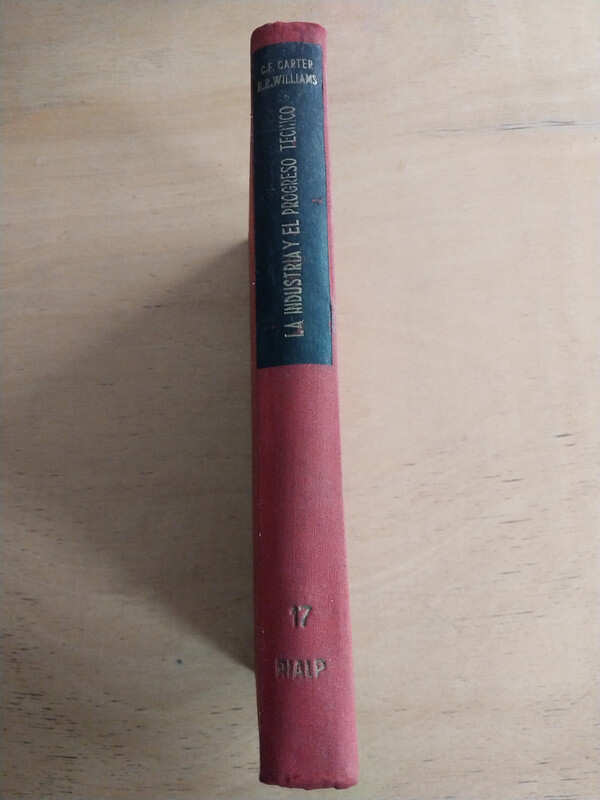 C.F. CARTER
B.R. WILLIAMS
LA INDUSTRIA Y EL PROGRESO TECNICO
17
RIALP